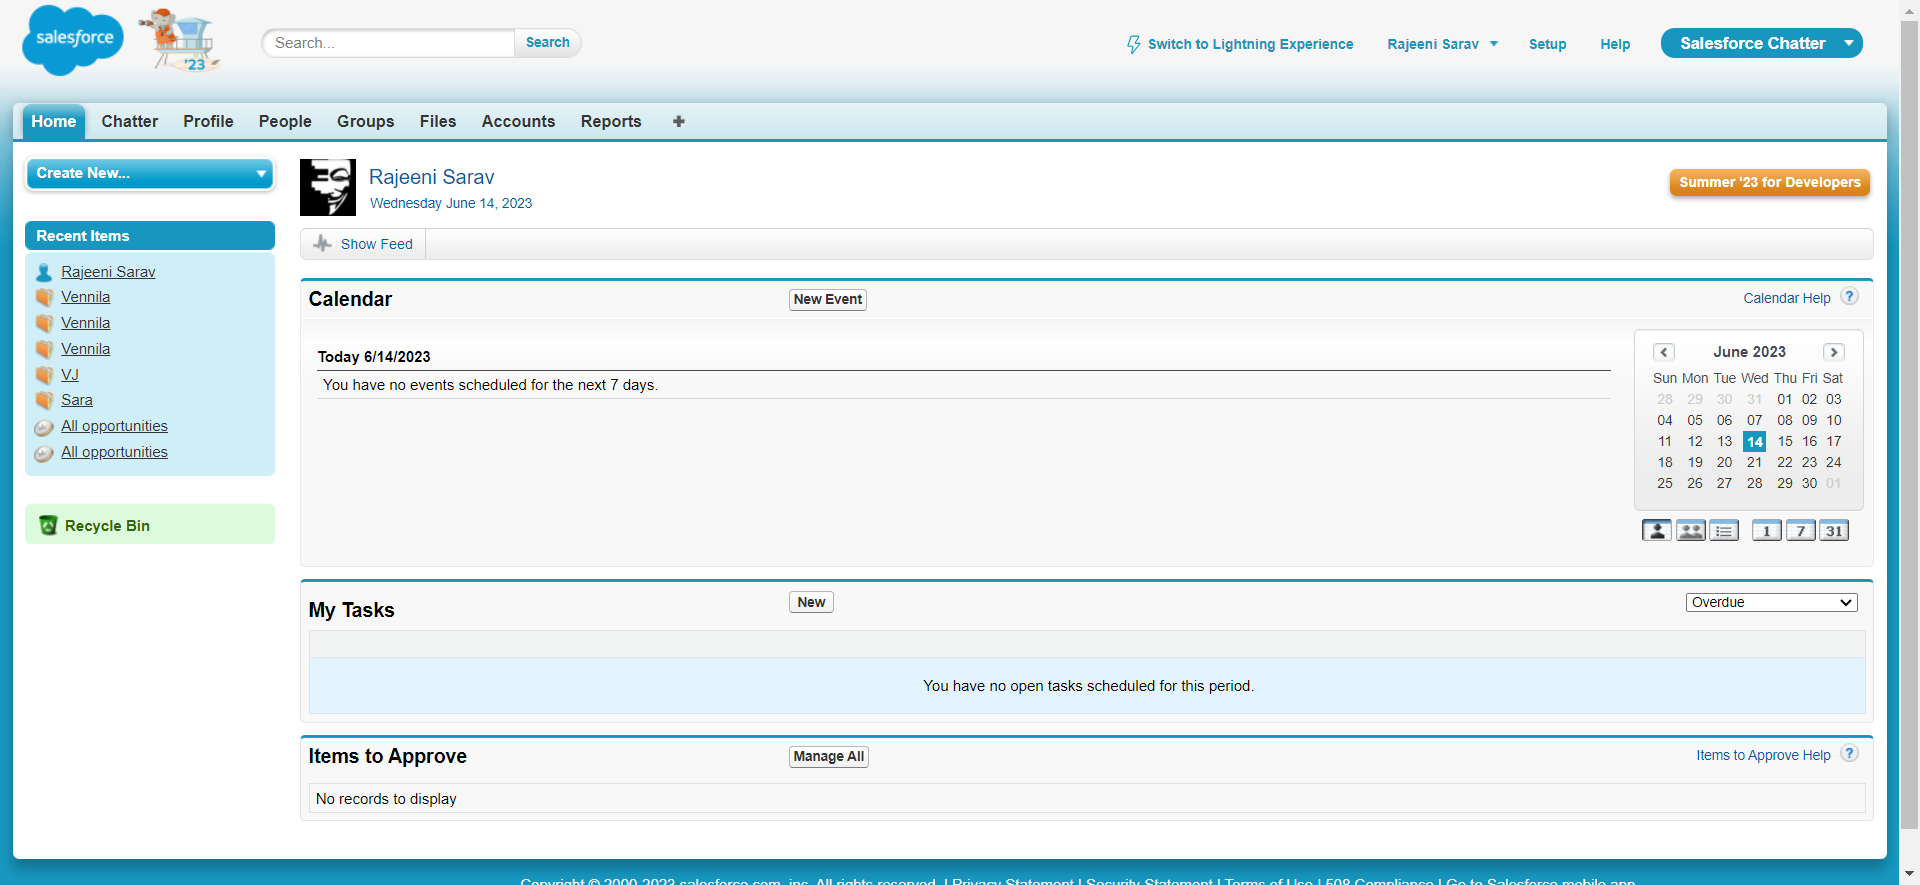 salesforce
'23
Search...
Search
Switch to Lightning Experience
Rajeeni Sarav
Setup
Help
Salesforce Chatter
Home
Chatter
Profile
People
Groups
Files
Accounts
Reports
Create New...
Recent Items
Rajeeni Sarav
Vennila
Vennila
Vennila
VJ
Sara
All opportunities
All opportunities
Recycle Bin
Rajeeni Sarav
Wednesday June 14, 2023
Summer '23 for Developers
Show Feed
Calendar
New Event
Calendar Help ?
Today 6/14/2023
You have no events scheduled for the next 7 days.
June 2023
Sun Mon Tue Wed Thu Fri Sat
28 29 30 31 01 02 03
04 05 06 07 08 09 10
11 12 13 14 15 16 17
18 19 20 21 22 23 24
25 26 27 28 29 30 01
1 7 31
My Tasks
New
Overdue
You have no open tasks scheduled for this period.
Items to Approve
Manage All
Items to Approve Help ?
No records to display
Copyright © 2000-2023 salesforce.com, inc. All rights reserved. | Privacy Statement | Security Statement | Terms of Use | 508 Compliance | Go to Salesforce mobile app